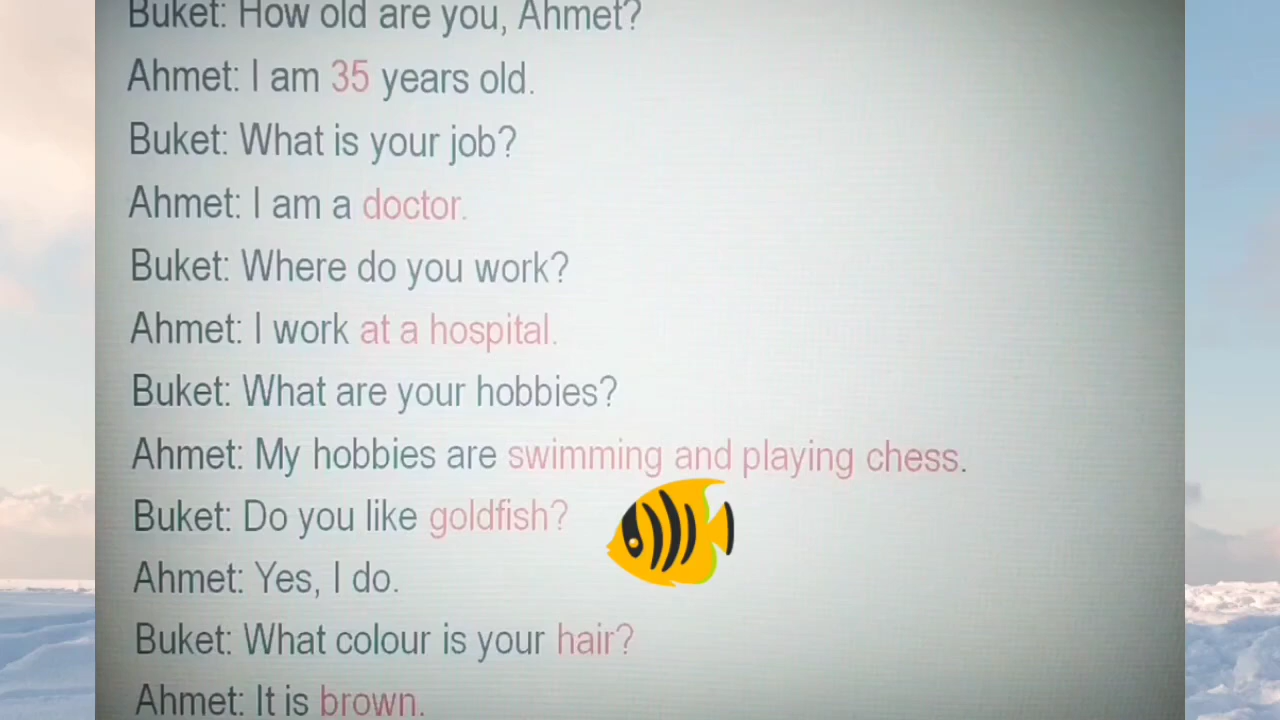 Buket: How old are you, Ahmet?
Ahmet: I am 35 years old.
Buket: What is your job?
Ahmet: I am a doctor.
Buket: Where do you work?
Ahmet: I work at a hospital.
Buket: What are your hobbies?
Ahmet: My hobbies are swimming and playing chess.
Buket: Do you like goldfish?
Ahmet: Yes, I do.
Buket: What colour is your hair?
Ahmet: It is brown.